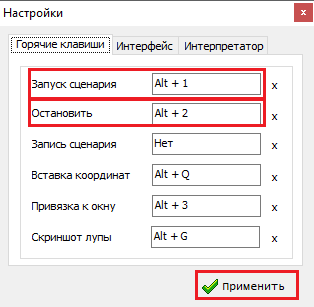 Настройки x
Горячие клавиши Интерфейс Интерпретатор
Запуск сценария Alt + 1 x
Остановить Alt + 2 x
Запись сценария Нет x
Вставка координат Alt + Q x
Привязка к окну Alt + 3 x
Скриншот лупы Alt + G x
Применить